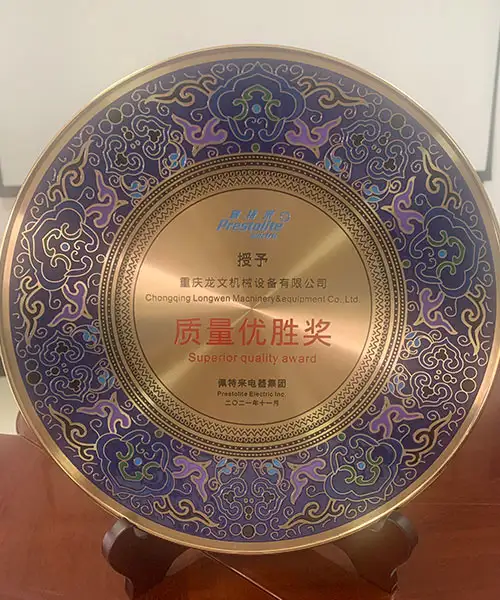 佩特来
Prestolite
授予
重庆龙文机械设备有限公司
Chongqing Longwen Machinery&equipment Co., Ltd.
质量优胜奖
Superior quality award
佩特来电器集团
Prestolite Electric Inc.
二〇二一年十一月